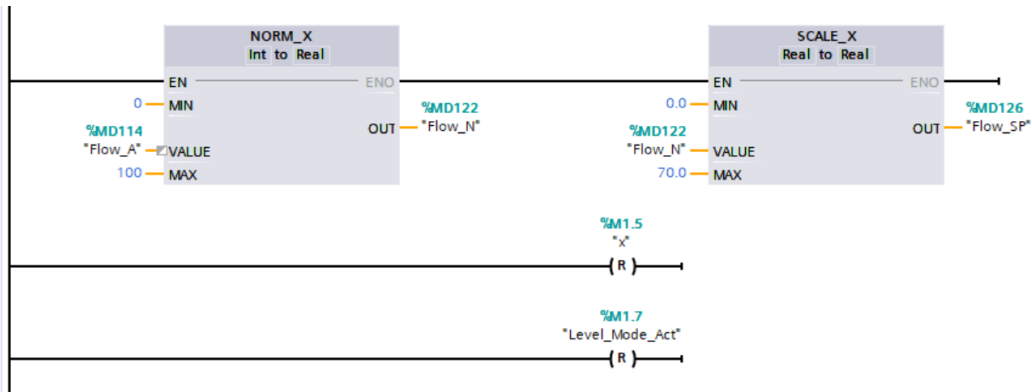 NORM_X
Int to Real
EN
ENO
0
MIN
%MD122
"Flow_N"
OUT
%MD114
"Flow_A"
VALUE
100
MAX
SCALE_X
Real to Real
EN
ENO
0.0
MIN
%MD126
"Flow_SP"
OUT
%MD122
"Flow_N"
VALUE
70.0
MAX
%M1.5
"x"
R
%M1.7
"Level_Mode_Act"
R